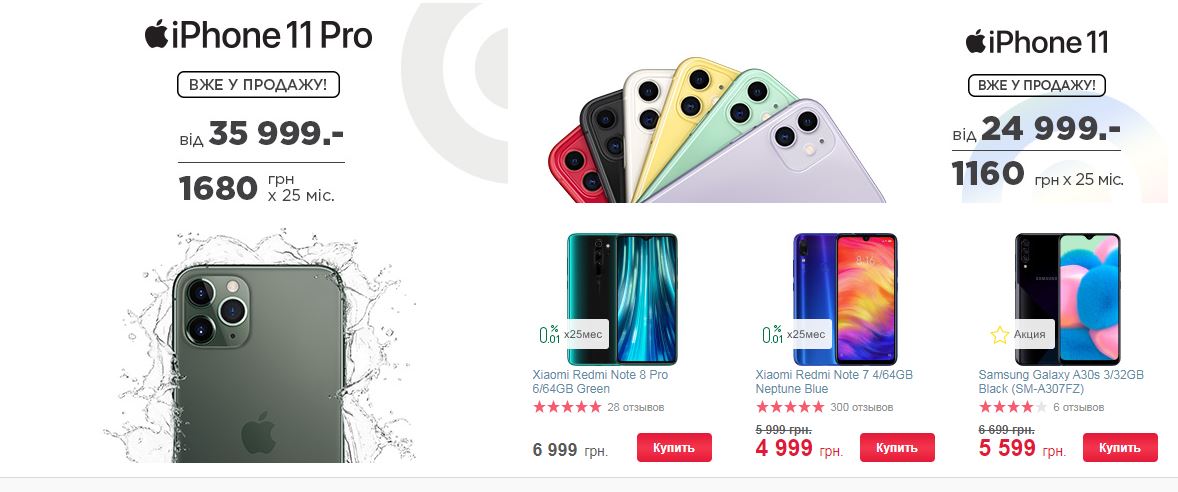 iPhone 11 Pro
ВЖЕ У ПРОДАЖУ!
від 35 999.-
1680 грн x 25 міс.
iPhone 11
ВЖЕ У ПРОДАЖУ!
від 24 999.-
1160 грн x 25 міс.
0.01% x25мес
Xiaomi Redmi Note 8 Pro
6/64GB Green
28 отзывов
6 999 грн.
Купить
0.01% x25мес
Xiaomi Redmi Note 7 4/64GB
Neptune Blue
300 отзывов
5 999 грн.
4 999 грн.
Купить
SAMSUNG
Акция
Samsung Galaxy A30s 3/32GB
Black (SM-A307FZ)
6 отзывов
6 699 грн.
5 599 грн.
Купить